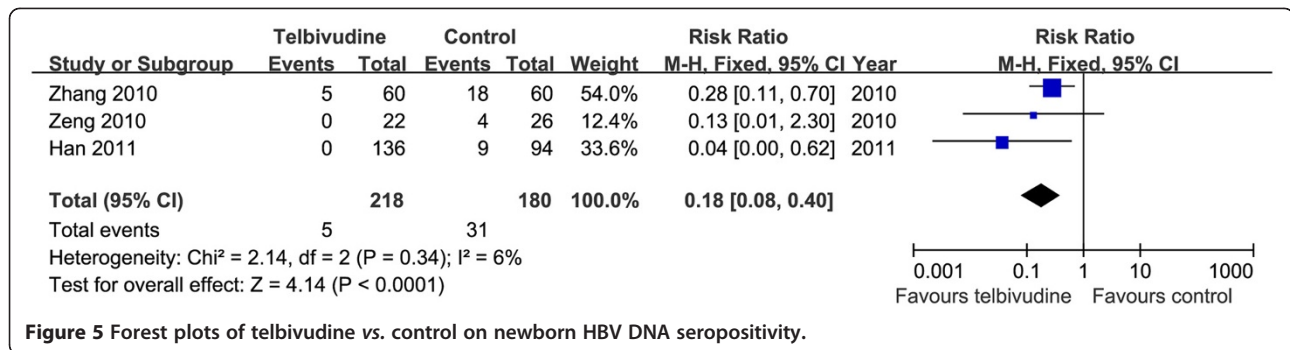 Telbivudine Control Risk Ratio Risk Ratio
Study or Subgroup Events Total Events Total Weight M-H, Fixed, 95% CI Year M-H, Fixed, 95% CI
Zhang 2010 5 60 18 60 54.0% 0.28 [0.11, 0.70] 2010
Zeng 2010 0 22 4 26 12.4% 0.13 [0.01, 2.30] 2010
Han 2011 0 136 9 94 33.6% 0.04 [0.00, 0.62] 2011
Total (95% CI) 218 180 100.0% 0.18 [0.08, 0.40]
Total events 5 31
Heterogeneity: Chi² = 2.14, df = 2 (P = 0.34); I² = 6%
Test for overall effect: Z = 4.14 (P < 0.0001)
0.001 0.1 1 10 1000
Favours telbivudine Favours control
Figure 5 Forest plots of telbivudine vs. control on newborn HBV DNA seropositivity.